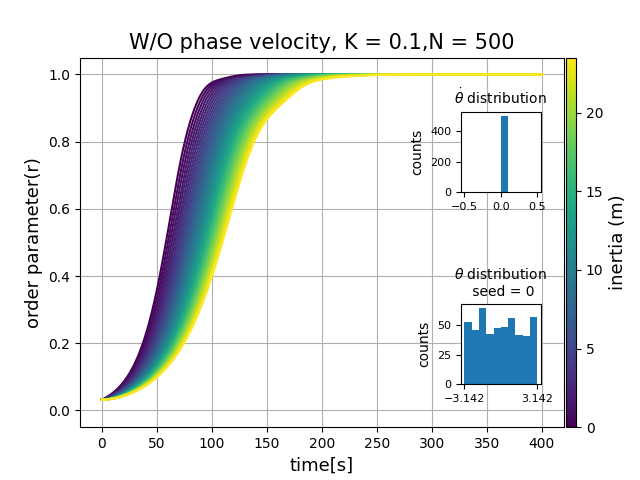 W/O phase velocity, K = 0.1,N = 500
order parameter(r)
1.0
0.8
0.6
0.4
0.2
0.0
0 50 100 150 200 250 300 350 400
time[s]
θ̇ distribution
counts
400
200
0
−0.5 0.0 0.5
θ distribution
seed = 0
counts
50
25
0
−3.142 3.142
20
15
10
5
0
inertia (m)